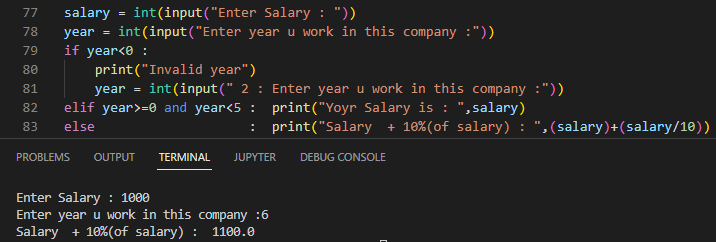 77 salary = int(input("Enter Salary : "))
78 year = int(input("Enter year u work in this company :"))
79 if year<0 :
80 print("Invalid year")
81 year = int(input(" 2 : Enter year u work in this company :"))
82 elif year>=0 and year<5 : print("Yoyr Salary is : ",salary)
83 else : print("Salary + 10%(of salary) : ",(salary)+(salary/10))
PROBLEMS OUTPUT TERMINAL JUPYTER DEBUG CONSOLE
Enter Salary : 1000
Enter year u work in this company :6
Salary + 10%(of salary) : 1100.0